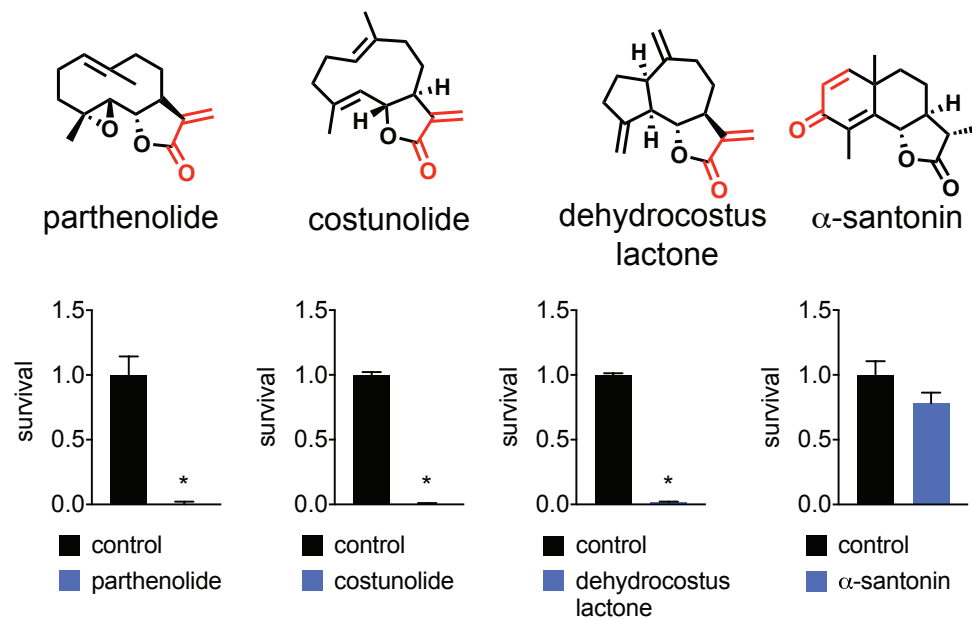 H
H
H
H
H
H
O
O
O
O
O
O
O
O
O
parthenolide
costunolide
dehydrocostus
lactone
α-santonin
survival
1.5
1.0
0.5
0.0
*
control
parthenolide
survival
1.5
1.0
0.5
0.0
*
control
costunolide
survival
1.5
1.0
0.5
0.0
*
control
dehydrocostus
lactone
survival
1.5
1.0
0.5
0.0
control
α-santonin